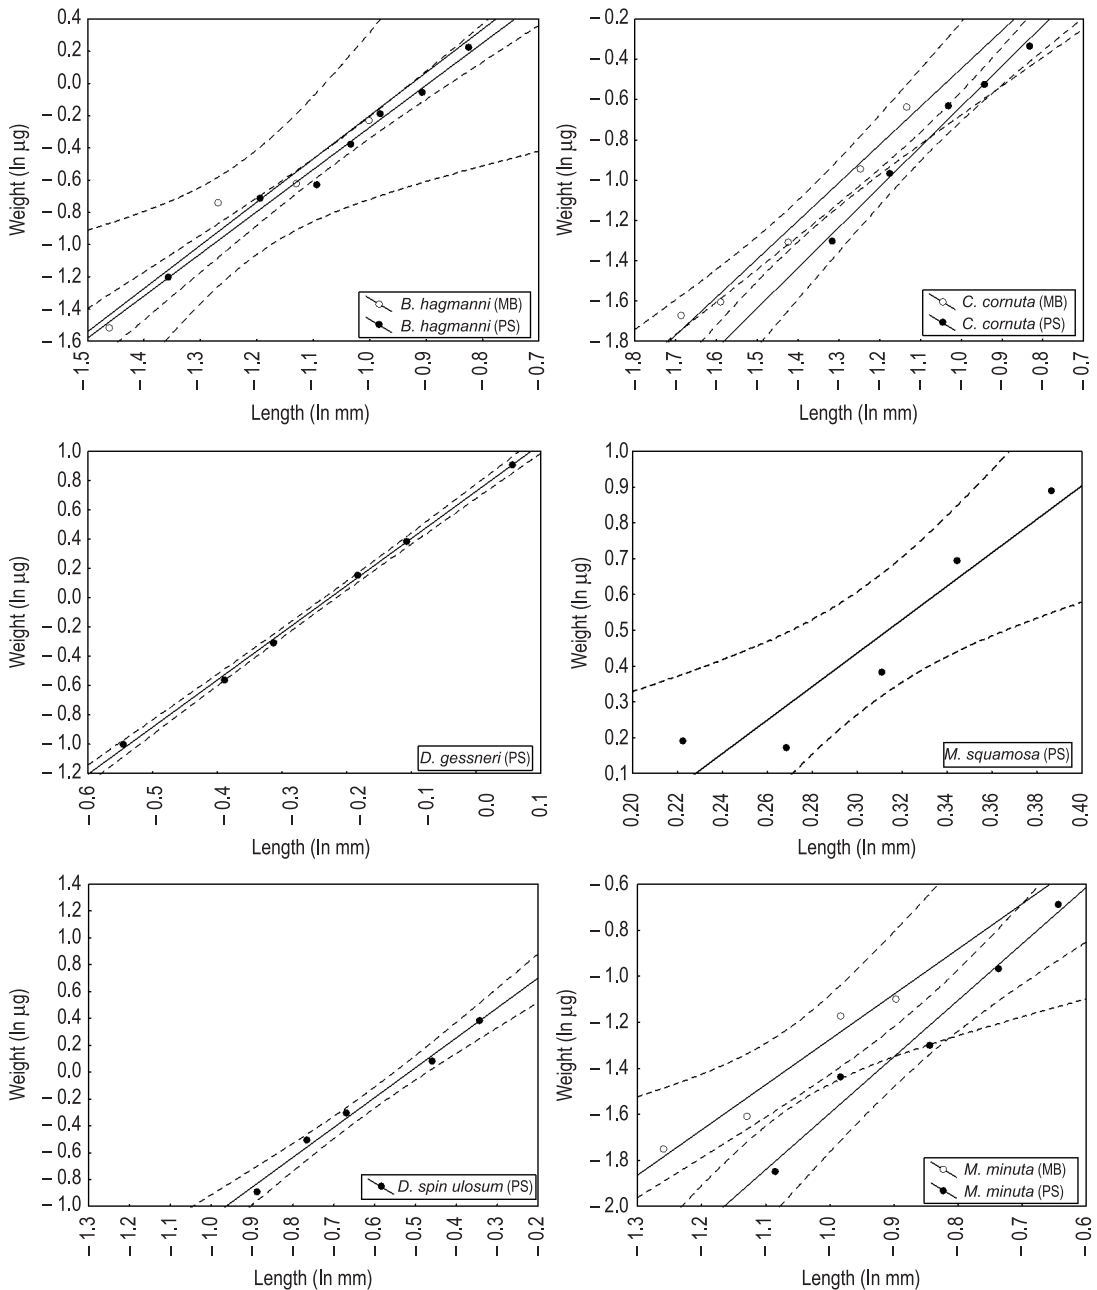 0.4
0.2
0.0
– 0.2
– 0.4
– 0.6
– 0.8
– 1.0
– 1.2
– 1.4
– 1.6
Weight (ln µg)
B. hagmanni (MB)
B. hagmanni (PS)
– 1.5 – 1.4 – 1.2 – 1.2 – 1.1 – 1.0 – 0.9 – 0.8 – 0.7
Length (ln mm)
– 0.2
– 0.4
– 0.6
– 0.8
– 1.0
– 1.2
– 1.4
– 1.6
– 1.8
Weight (ln µg)
C. cornuta (MB)
C. cornuta (PS)
– 1.8 – 1.7 – 1.9 – 1.5 – 1.3 – 1.3 – 1.1 – 1.1 – 1.0 – 0.9 – 0.8 – 0.7
Length (ln mm)
1.0
0.8
0.6
0.4
0.2
0.0
– 0.2
– 0.4
– 0.6
– 0.8
– 1.0
– 1.2
Weight (ln µg)
D. gessneri (PS)
– 0.6 – 0.5 – 0.4 – 0.3 – 0.2 – 0.1 0.0 0.1
Length (ln mm)
1.0
0.9
0.8
0.7
0.6
0.5
0.4
0.3
0.2
0.1
Weight (ln µg)
M. squamosa (PS)
0.20 0.22 0.24 0.26 0.28 0.30 0.32 0.34 0.36 0.38 0.40
Length (ln mm)
1.4
1.0
1.0
0.8
0.6
0.4
0.2
0.0
– 0.2
– 0.4
– 0.6
– 0.8
– 1.0
Weight (ln µg)
D. spin ulosum (PS)
– 1.3 – 1.3 – 1.1 – 1.0 – 0.9 – 0.8 – 0.7 – 0.6 – 0.5 – 0.4 – 0.3 – 0.2
Length (ln mm)
– 0.6
– 0.8
– 1.0
– 1.2
– 1.4
– 1.6
– 1.8
– 2.0
Weight (ln µg)
M. minuta (MB)
M. minuta (PS)
– 1.3 – 1.1 – 1.1 – 1.0 – 0.9 – 0.7 – 0.7 – 0.6
Length (ln mm)